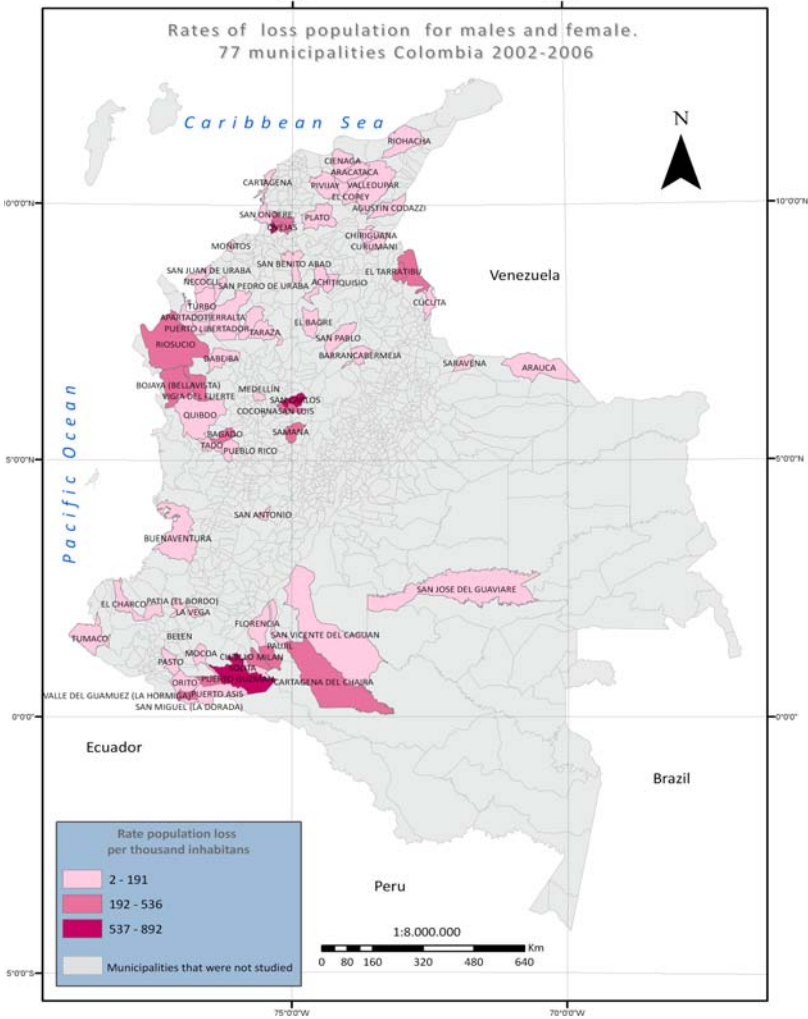 Rates of loss population for males and female.
77 municipalities Colombia 2002-2006
Caribbean Sea
N
RIOHACHA
CIENAGA
ARACATACA
CARTAGENA
PIVIJAY
VALLEDUPAR
EL COPEY
10°0'0"N
AGUSTIN CODAZZI
SAN ONOFRE
PLATO
OVEJAS
CHIRIGUANA
MOÑITOS
CURUMANI
SAN BENITO ABAD
Venezuela
SAN JUAN DE URABA
EL TARRATIBU
NECOCLI
SAN PEDRO DE URABA
ACHI
TIQUISIO
CÚCUTA
TURBO
APARTADO
TIERRALTA
EL BAGRE
PUERTO LIBERTADOR
TARAZA
SAN PABLO
RIOSUCIO
BARRANCABERMEJA
DABEIBA
SARAVENA
ARAUCA
BOJAYA (BELLAVISTA)
MEDELLÍN
VIGIA DEL FUERTE
SAN CARLOS
COCORNA
SAN LUIS
QUIBDO
Pacific Ocean
BAGADO
SAMANA
TADO
PUEBLO RICO
5°0'0"N
5°0'0"N
SAN ANTONIO
BUENAVENTURA
SAN JOSE DEL GUAVIARE
EL CHARCO
PATIA (EL BORDO)
LA VEGA
FLORENCIA
TUMACO
BELEN
SAN VICENTE DEL CAGUAN
PAUJIL
MOCOA
MILAN
PASTO
SOLITA
ORITO
PUERTO GUZMAN
CARTAGENA DEL CHAIRA
VALLE DEL GUAMUEZ (LA HORMIGA)
PUERTO ASIS
SAN MIGUEL (LA DORADA)
0°0'0"
0°0'0"
Ecuador
Brazil
Rate population loss
per thousand inhabitans
2 - 191
192 - 536
537 - 892
Municipalities that were not studied
Peru
1:8.000.000
Km
0 80 160 320 480 640
5°0'0"S
5°0'0"S
75°0'0"W
70°0'0"W